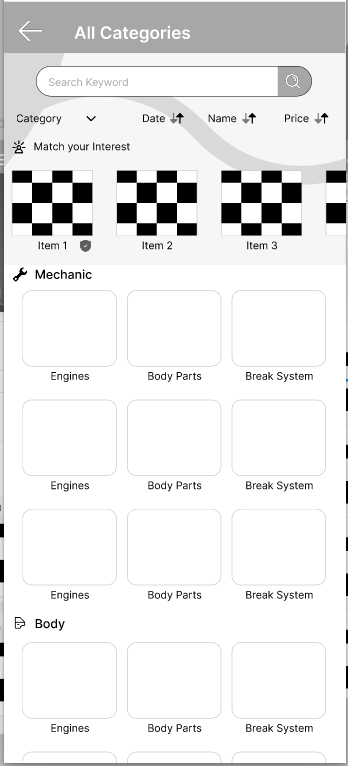 All Categories
Search Keyword
Category Date Name Price
Match your Interest
Item 1 Item 2 Item 3
Mechanic
Engines Body Parts Break System
Engines Body Parts Break System
Engines Body Parts Break System
Body
Engines Body Parts Break System